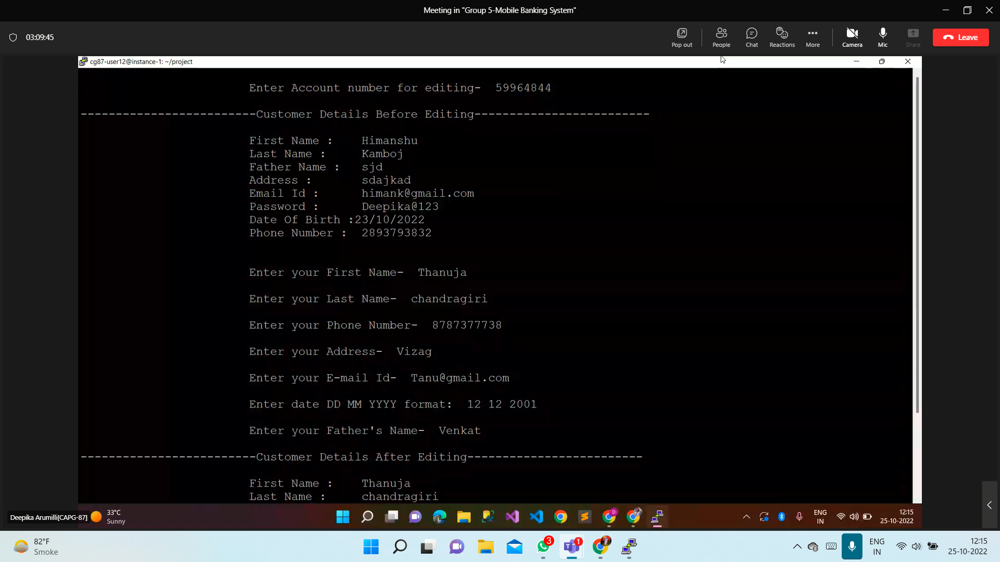 Meeting in "Group 5-Mobile Banking System"
03:09:45
Pop out People Chat Reactions More Camera Mic Share Leave
cg87-user12@instance-1: ~/project
Enter Account number for editing-  59964844
-------------------------Customer Details Before Editing-------------------------
First Name :    Himanshu
Last Name :     Kamboj
Father Name :   sjd
Address :       sdajkad
Email Id :      himank@gmail.com
Password :      Deepika@123
Date Of Birth :23/10/2022
Phone Number :  2893793832
Enter your First Name-  Thanuja
Enter your Last Name-  chandragiri
Enter your Phone Number-  8787377738
Enter your Address-  Vizag
Enter your E-mail Id-  Tanu@gmail.com
Enter date DD MM YYYY format:  12 12 2001
Enter your Father's Name-  Venkat
-------------------------Customer Details After Editing-------------------------
First Name :    Thanuja
Last Name :     chandragiri
Deepika Arumilli[CAPG-87]
33°C
Sunny
D
ENG
IN
12:15
25-10-2022
82°F
Smoke
3
1
ENG
IN
12:15
25-10-2022